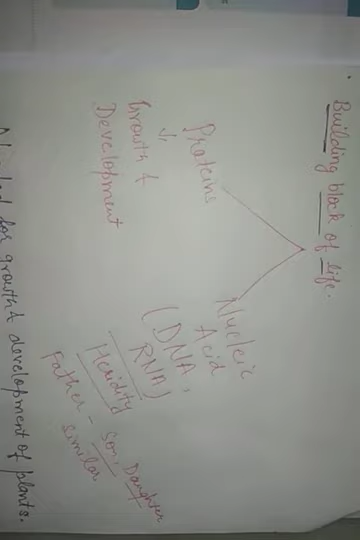 Building block of life.
Proteins
↓
Growth &
Development
Nucleic
Acid
(DNA,
RNA)
Heridity
Father - Son, Daughter
similar
for growth & development of plants.